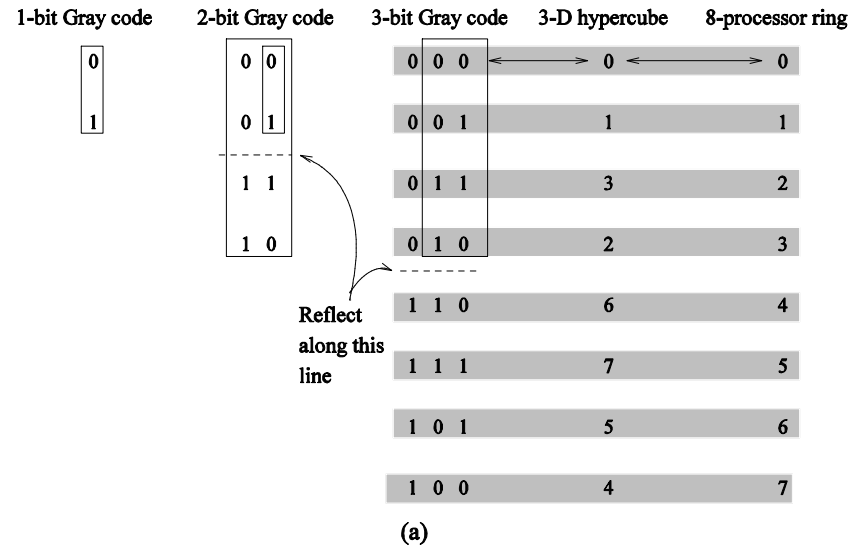 1-bit Gray code 2-bit Gray code 3-bit Gray code 3-D hypercube 8-processor ring
0 0 0 0 0 0 0 0
1 0 1 0 0 1 1 1
1 1 0 1 1 3 2
1 0 0 1 0 2 3
1 1 0 6 4
Reflect
along this
line
1 1 1 7 5
1 0 1 5 6
1 0 0 4 7
(a)